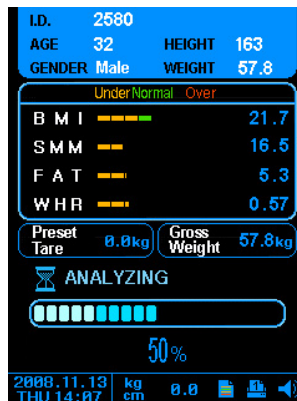 I.D. 2580
AGE 32 HEIGHT 163
GENDER Male WEIGHT 57.8
Under Normal Over
BMI 21.7
SMM 16.5
FAT 5.3
WHR 0.57
Preset Tare 0.0kg Gross Weight 57.8kg
ANALYZING
50%
2008.11.13 kg
THU 14:07 cm 0.0